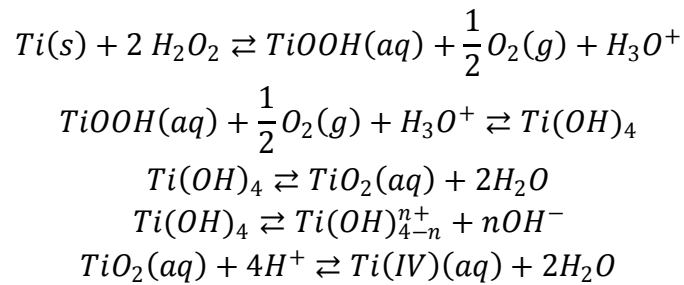 Ti(s) + 2 H₂O₂ ⇄ TiOOH(aq) + 1/2 O₂(g) + H₃O⁺
TiOOH(aq) + 1/2 O₂(g) + H₃O⁺ ⇄ Ti(OH)₄
Ti(OH)₄ ⇄ TiO₂(aq) + 2H₂O
Ti(OH)₄ ⇄ Ti(OH)₄₋ₙⁿ⁺ + nOH⁻
TiO₂(aq) + 4H⁺ ⇄ Ti(IV)(aq) + 2H₂O